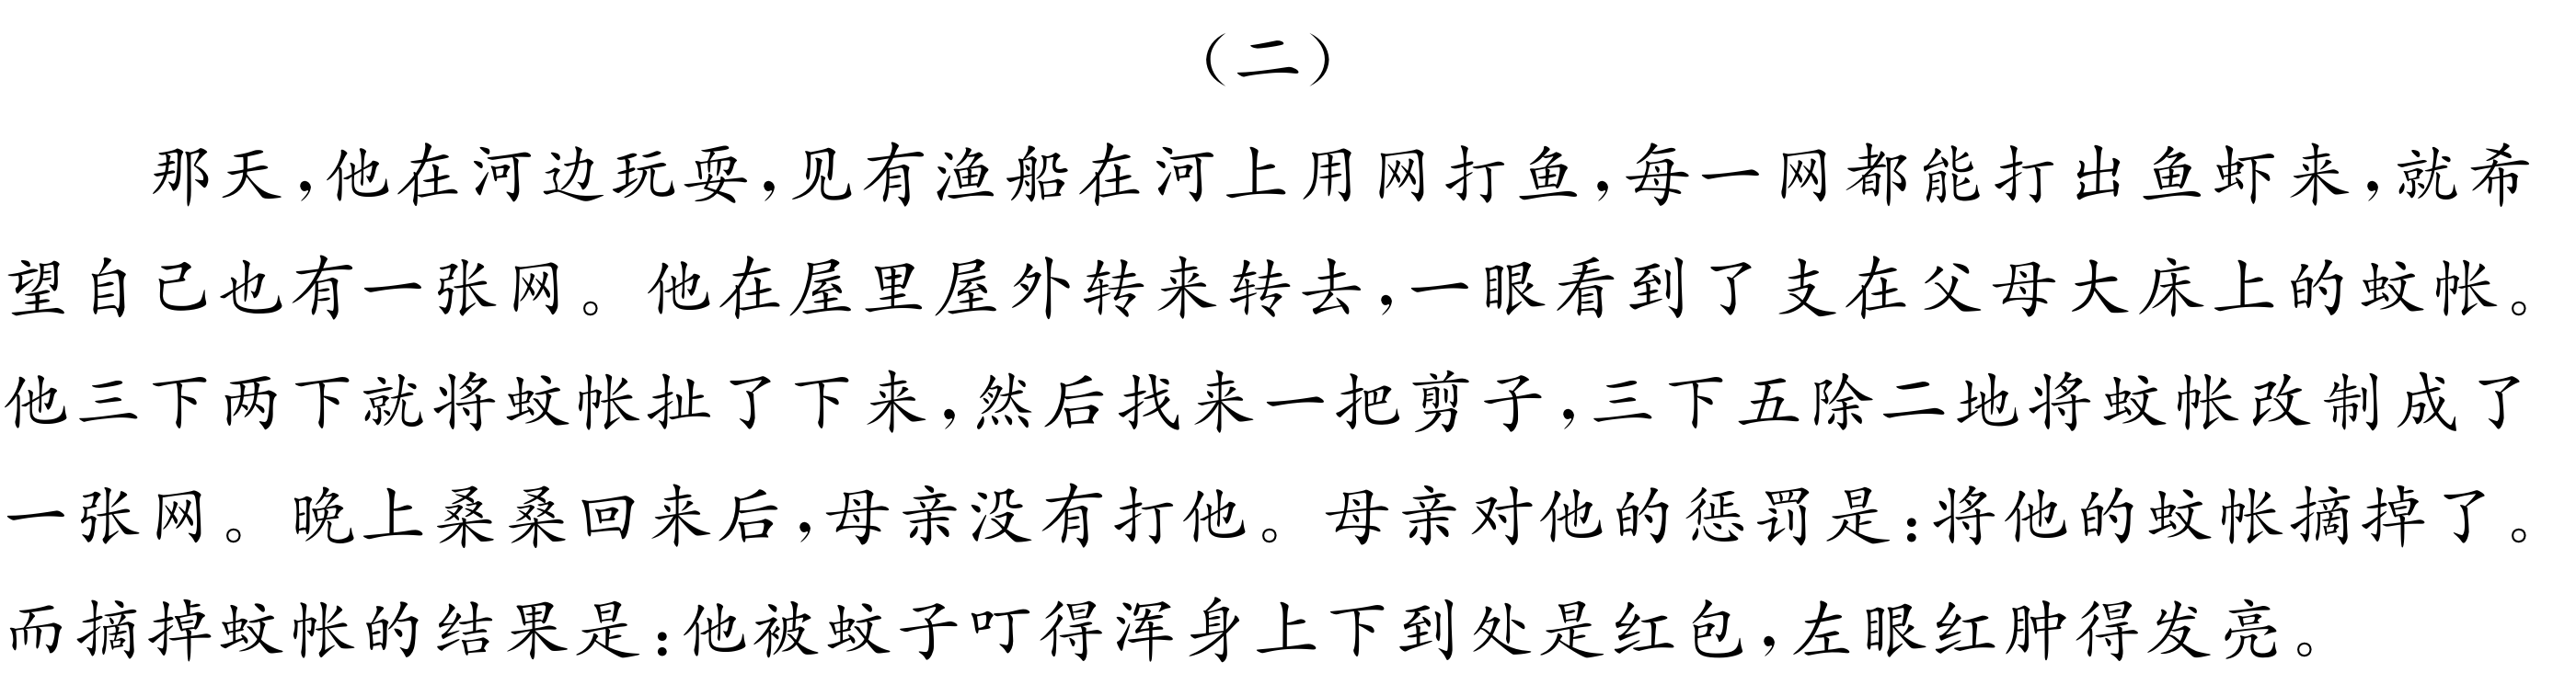 （二）
那天，他在河边玩耍，见有渔船在河上用网打鱼，每一网都能打出鱼虾来，就希
望自己也有一张网。他在屋里屋外转来转去，一眼看到了支在父母大床上的蚊帐。
他三下两下就将蚊帐扯了下来，然后找来一把剪子，三下五除二地将蚊帐改制成了
一张网。晚上桑桑回来后，母亲没有打他。母亲对他的惩罚是：将他的蚊帐摘掉了。
而摘掉蚊帐的结果是：他被蚊子叮得浑身上下到处是红包，左眼红肿得发亮。